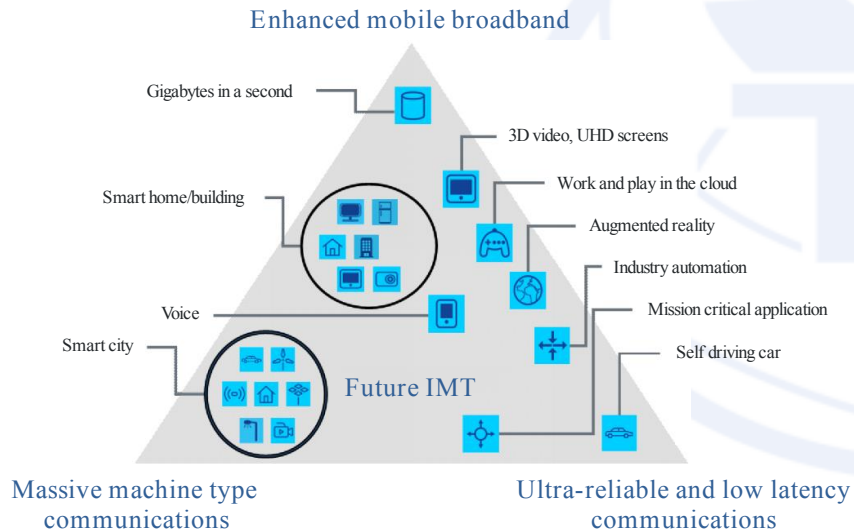 Enhanced mobile broadband
Gigabytes in a second
3D video, UHD screens
Smart home/building
Work and play in the cloud
Augmented reality
Industry automation
Mission critical application
Voice
Smart city
Self driving car
Future IMT
Massive machine type
communications
Ultra-reliable and low latency
communications